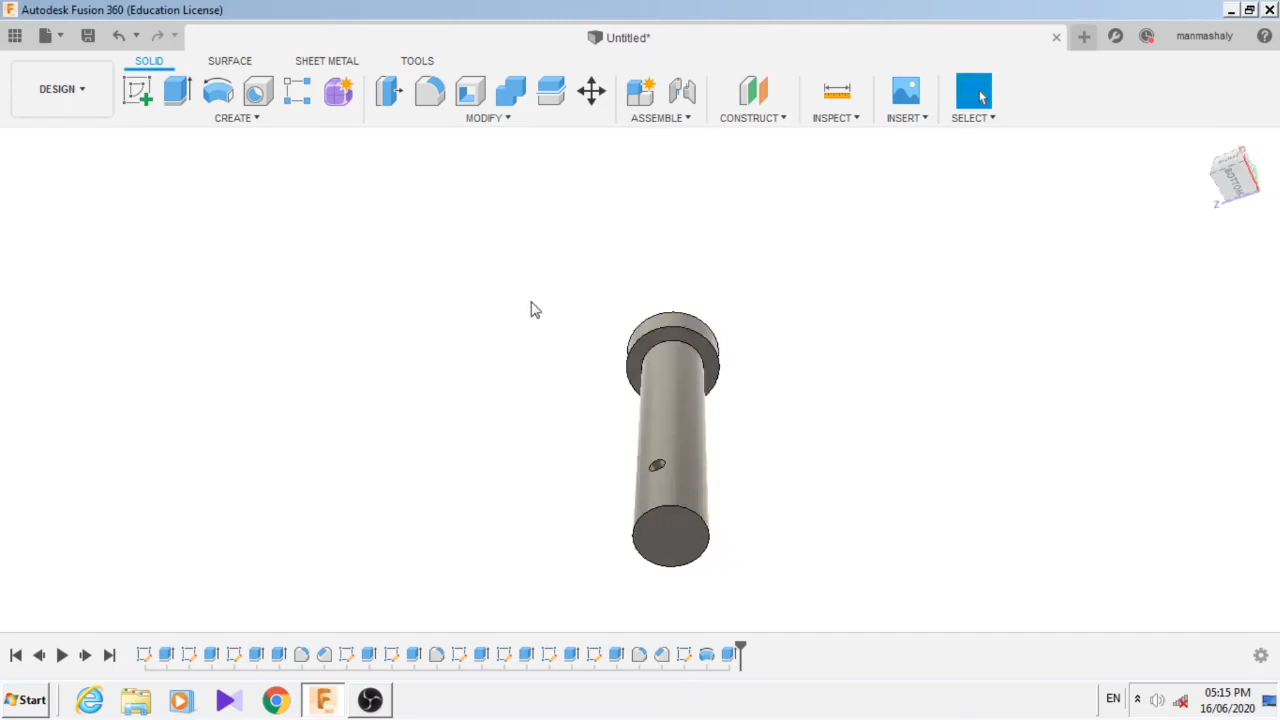 Autodesk Fusion 360 (Education License)
Untitled*
manmashaly
SOLID
SURFACE
SHEET METAL
TOOLS
DESIGN
CREATE
MODIFY
ASSEMBLE
CONSTRUCT
INSPECT
INSERT
SELECT
BOTTOM
Z
Start
EN
05:15 PM
16/06/2020